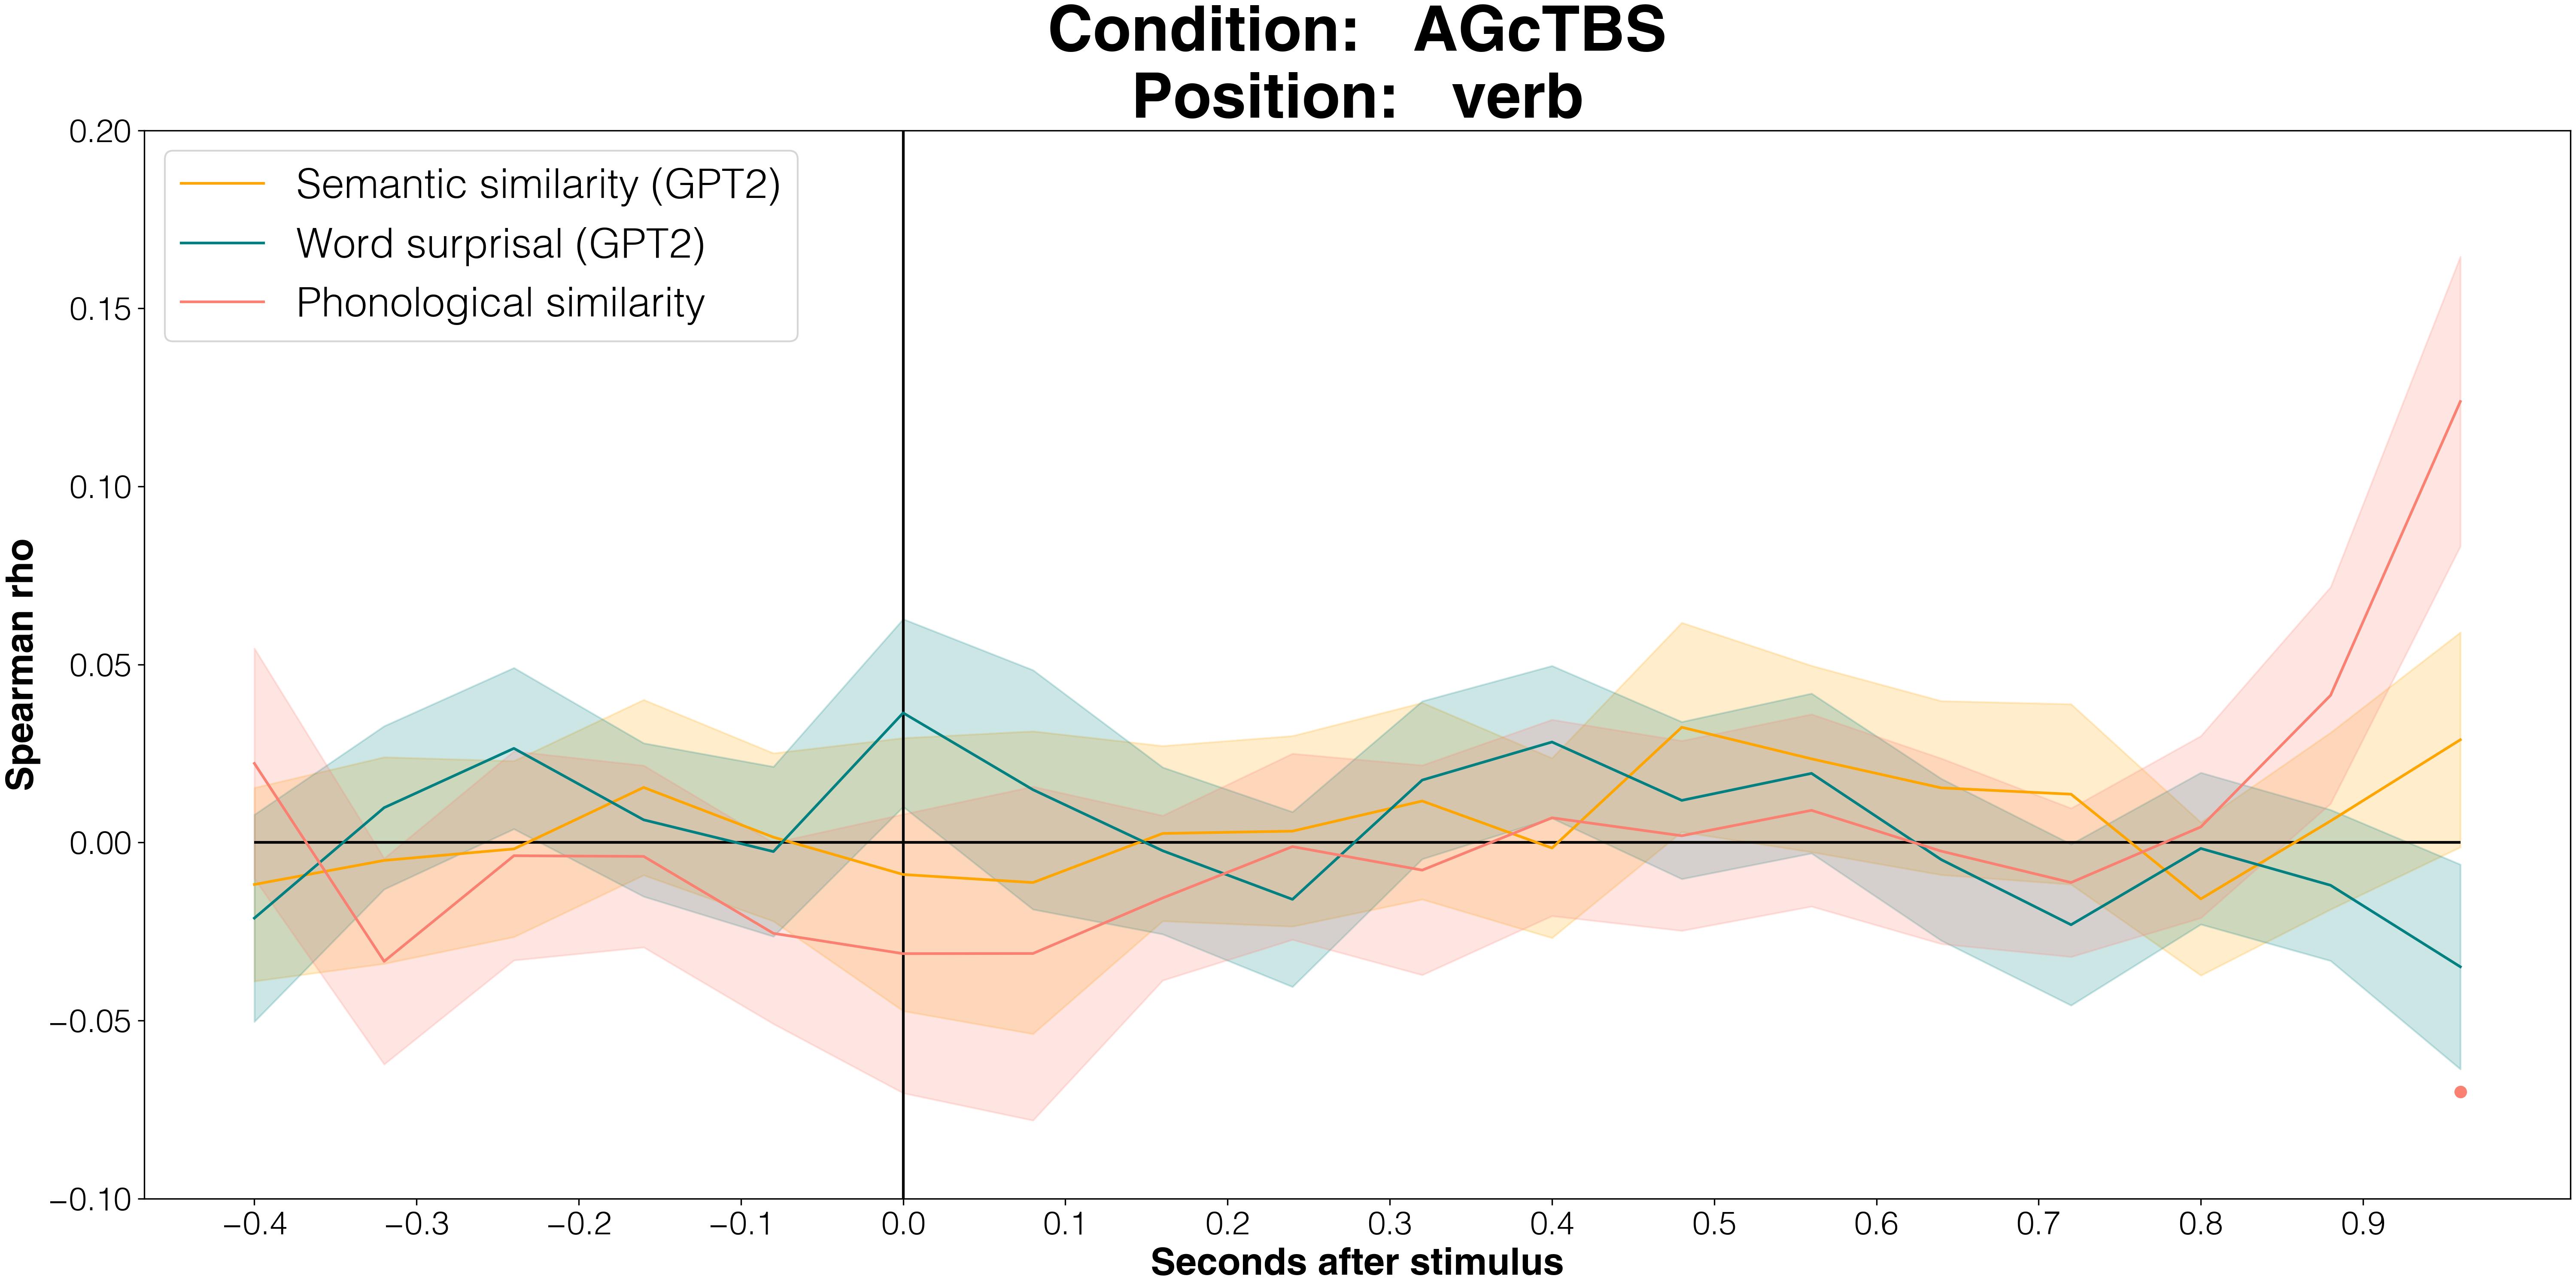 Condition:   AGcTBS
Position:   verb
Semantic similarity (GPT2)
Word surprisal (GPT2)
Phonological similarity
Spearman rho
0.20
0.15
0.10
0.05
0.00
−0.05
−0.10
−0.4 −0.3 −0.2 −0.1 0.0 0.1 0.2 0.3 0.4 0.5 0.6 0.7 0.8 0.9
Seconds after stimulus